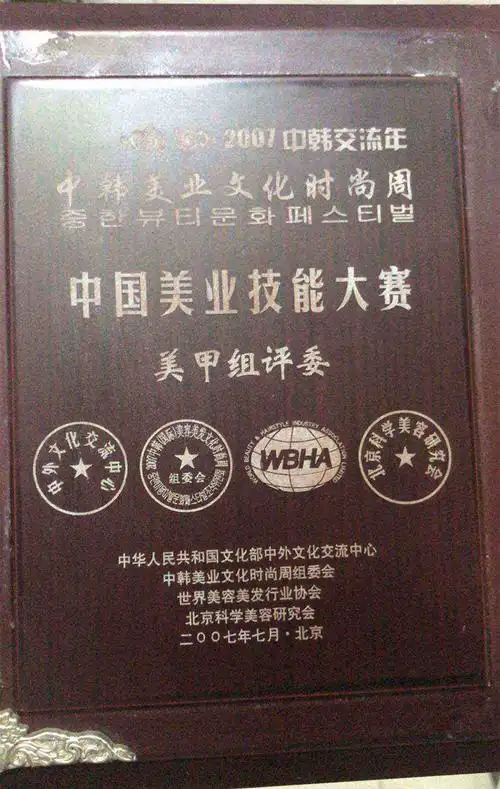 2007中韩交流年
中韩美业文化时尚周
중한뷰티문화페스티벌
中国美业技能大赛
美甲组评委
中外文化交流中心
组委会
WORLD BEAUTY & HAIRSTYLE INDUSTRY ASSOCIATION LIMITED
WBHA
北京科学美容研究会
中华人民共和国文化部中外文化交流中心
中韩美业文化时尚周组委会
世界美容美发行业协会
北京科学美容研究会
二〇〇七年七月·北京